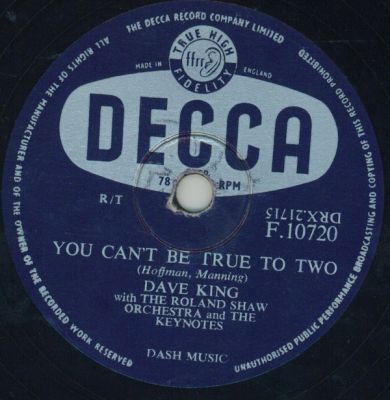 THE DECCA RECORD COMPANY LIMITED
ALL RIGHTS OF THE MANUFACTURER AND OF THE OWNER OF THE RECORDED WORK RESERVED
UNAUTHORISED PUBLIC PERFORMANCE BROADCASTING AND COPYING OF THIS RECORD PROHIBITED
TRUE HIGH
ffrr
FIDELITY
MADE IN
ENGLAND
DECCA
78
RPM
R/T
DRX.21715
F.10720
YOU CAN'T BE TRUE TO TWO
(Hoffman, Manning)
DAVE KING
with THE ROLAND SHAW
ORCHESTRA and THE
KEYNOTES
DASH MUSIC